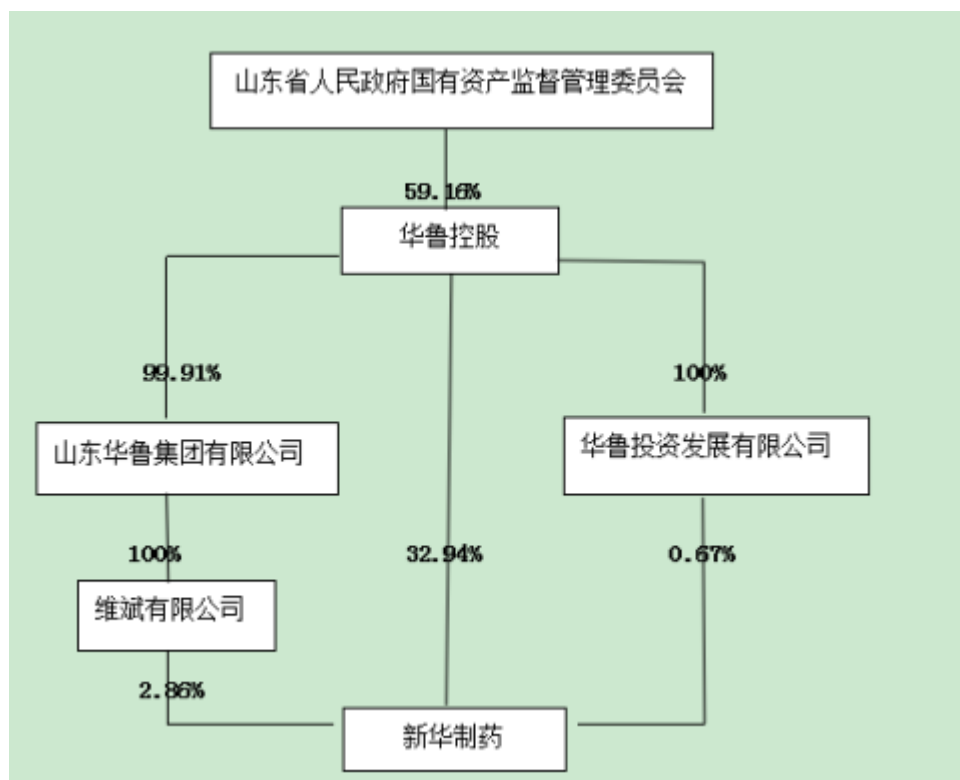 山东省人民政府国有资产监督管理委员会
59.16%
华鲁控股
99.91%
100%
山东华鲁集团有限公司
华鲁投资发展有限公司
100%
32.94%
0.67%
维斌有限公司
2.86%
新华制药